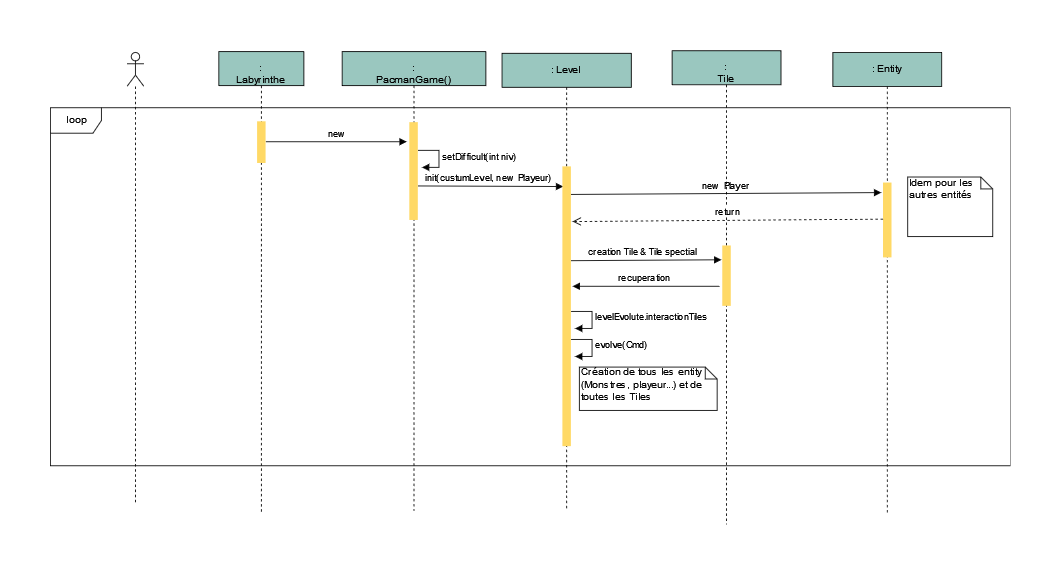 :
Labyrinthe
:
PacmanGame()
: Level
:
Tile
: Entity
loop
new
setDifficult(int niv)
init(custumLevel, new Playeur)
new Player
Idem pour les
autres entités
return
creation Tile & Tile spectial
recuperation
levelEvolute.interactionTiles
evolve(Cmd)
Création de tous les entity
(Monstres, playeur...) et de
toutes les Tiles